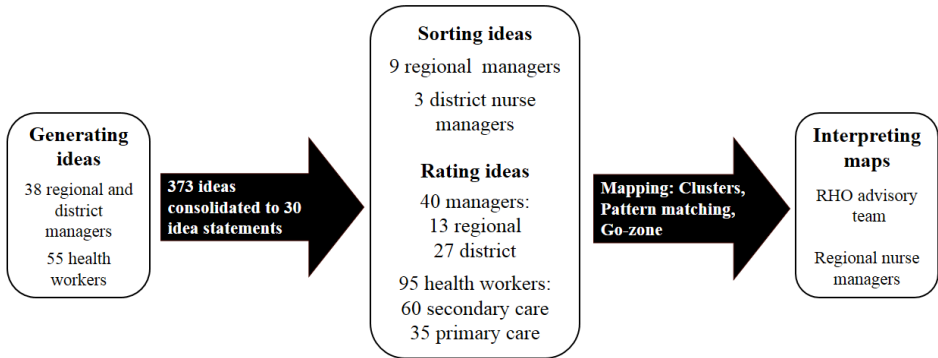 Generating
ideas
38 regional and
district
managers
55 health
workers
373 ideas
consolidated to 30
idea statements
Sorting ideas
9 regional  managers
3 district nurse
managers
Rating ideas
40 managers:
13 regional
27 district
95 health workers:
60 secondary care
35 primary care
Mapping: Clusters,
Pattern matching,
Go-zone
Interpreting
maps
RHO advisory
team
Regional nurse
managers